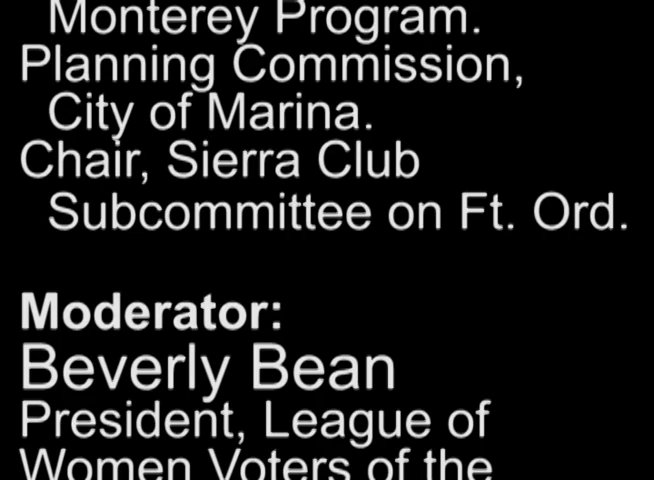 Monterey Program.
Planning Commission,
City of Marina.
Chair, Sierra Club
Subcommittee on Ft. Ord.
Moderator:
Beverly Bean
President, League of
Women Voters of the